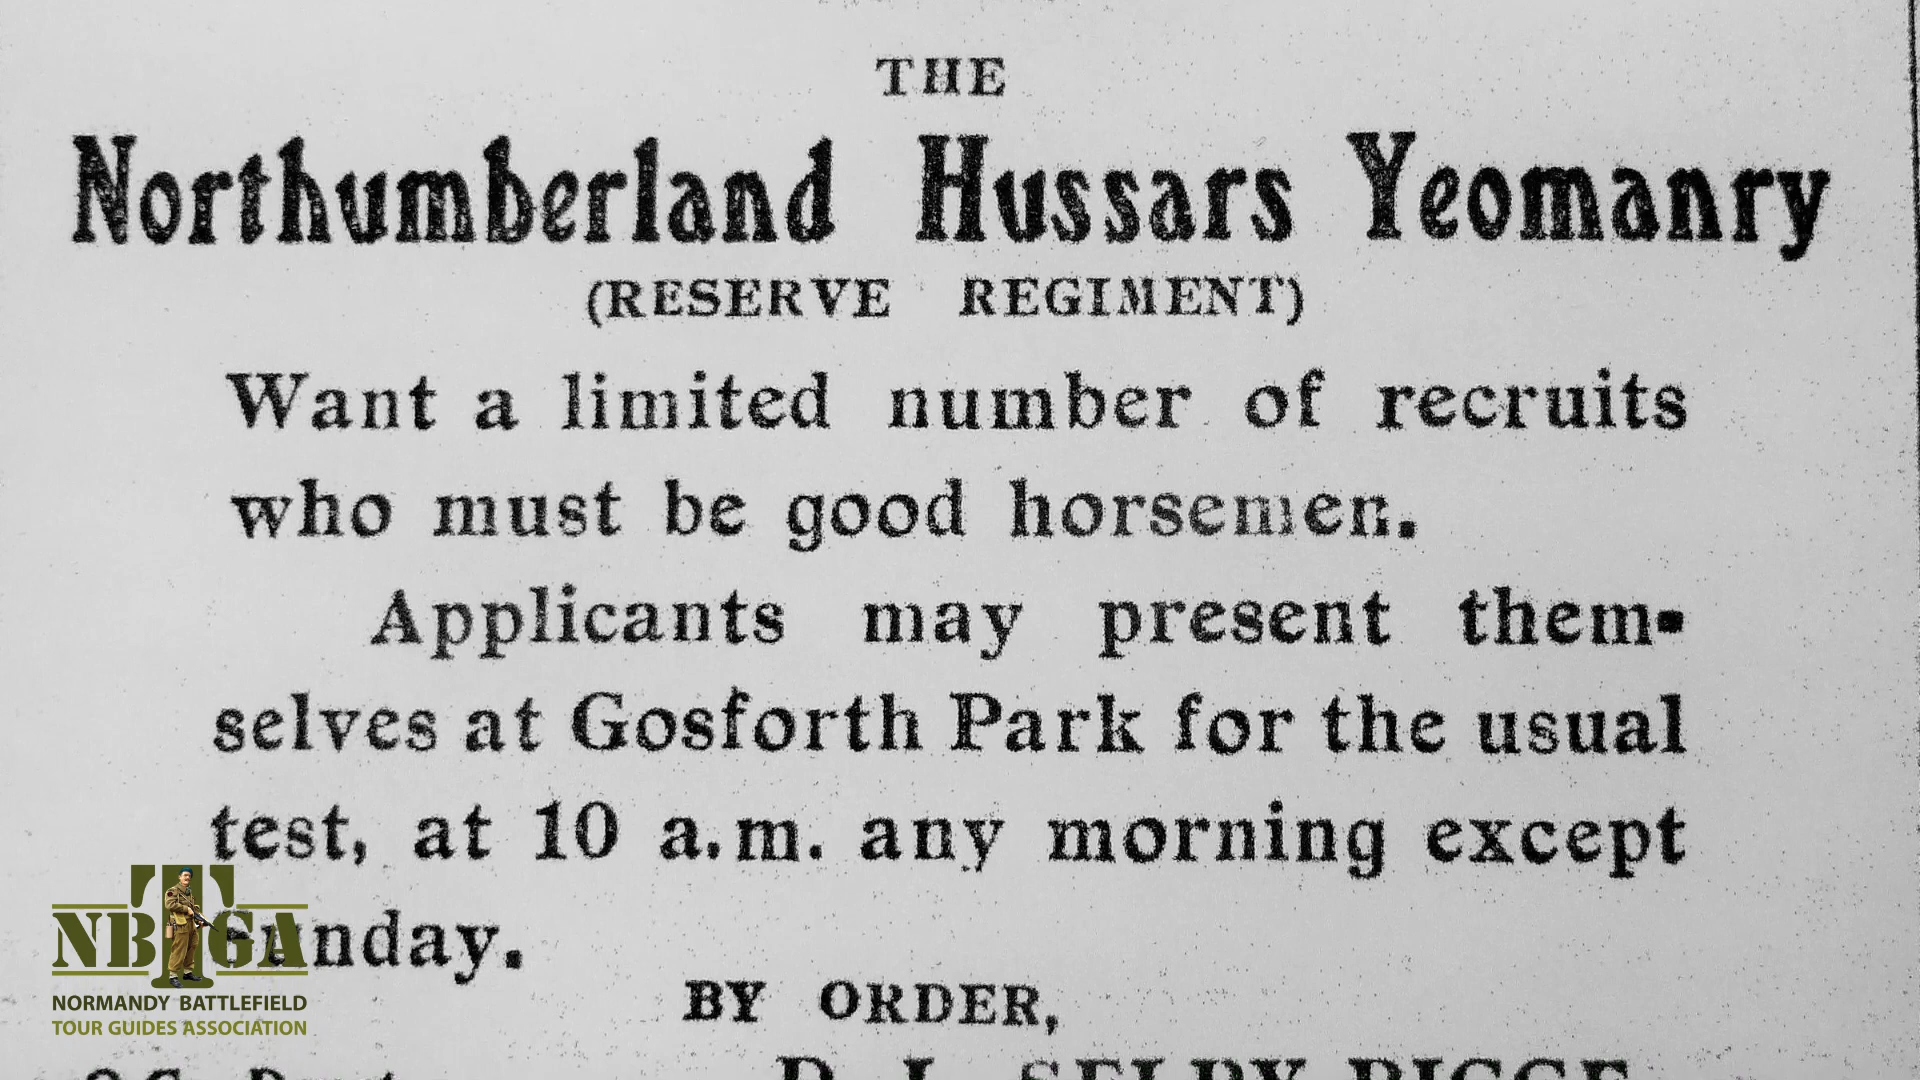 THE
Northumberland Hussars Yeomanry
(RESERVE REGIMENT)
Want a limited number of recruits
who must be good horsemen.
Applicants may present them-
selves at Gosforth Park for the usual
test, at 10 a.m. any morning except
Sunday.
BY ORDER,
SELBY BIGGE
NBTGA
NORMANDY BATTLEFIELD
TOUR GUIDES ASSOCIATION